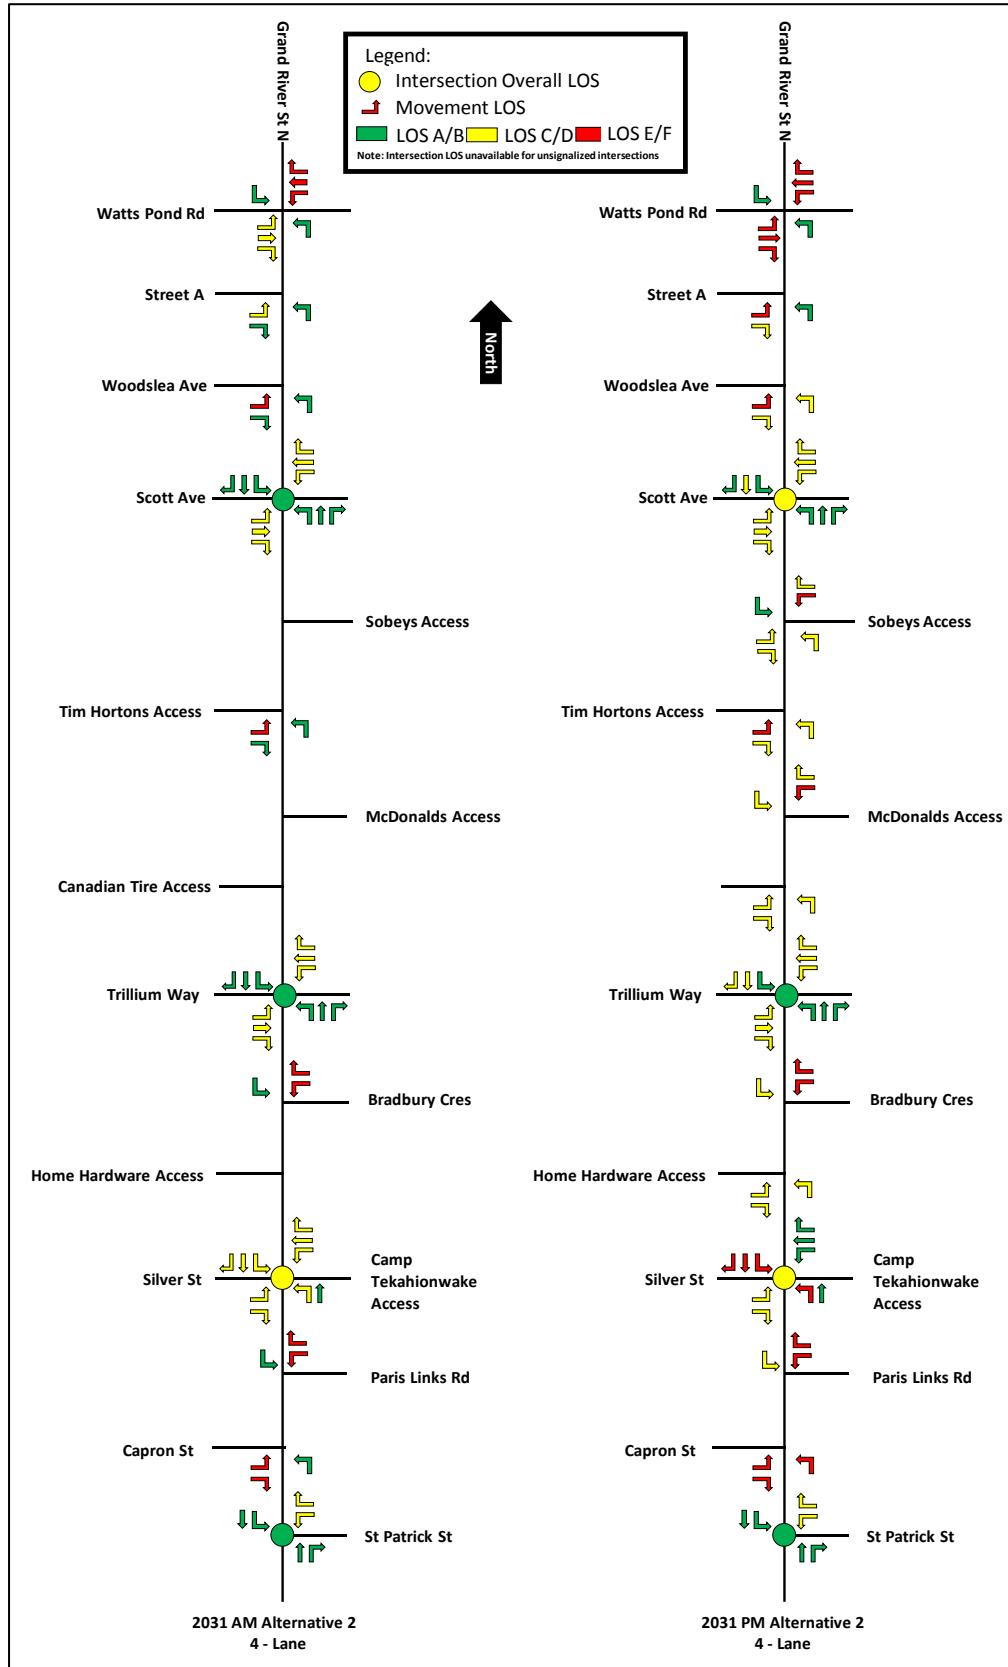 Grand River St N
Grand River St N
Legend:
Intersection Overall LOS
Movement LOS
LOS A/B LOS C/D LOS E/F
Note: Intersection LOS unavailable for unsignalized intersections
North
Watts Pond Rd
Street A
Woodslea Ave
Scott Ave
Sobeys Access
Tim Hortons Access
McDonalds Access
Canadian Tire Access
Trillium Way
Bradbury Cres
Home Hardware Access
Silver St
Camp
Tekahionwake
Access
Paris Links Rd
Capron St
St Patrick St
2031 AM Alternative 2
4 - Lane
Watts Pond Rd
Street A
Woodslea Ave
Scott Ave
Sobeys Access
Tim Hortons Access
McDonalds Access
Trillium Way
Bradbury Cres
Home Hardware Access
Silver St
Camp
Tekahionwake
Access
Paris Links Rd
Capron St
St Patrick St
2031 PM Alternative 2
4 - Lane